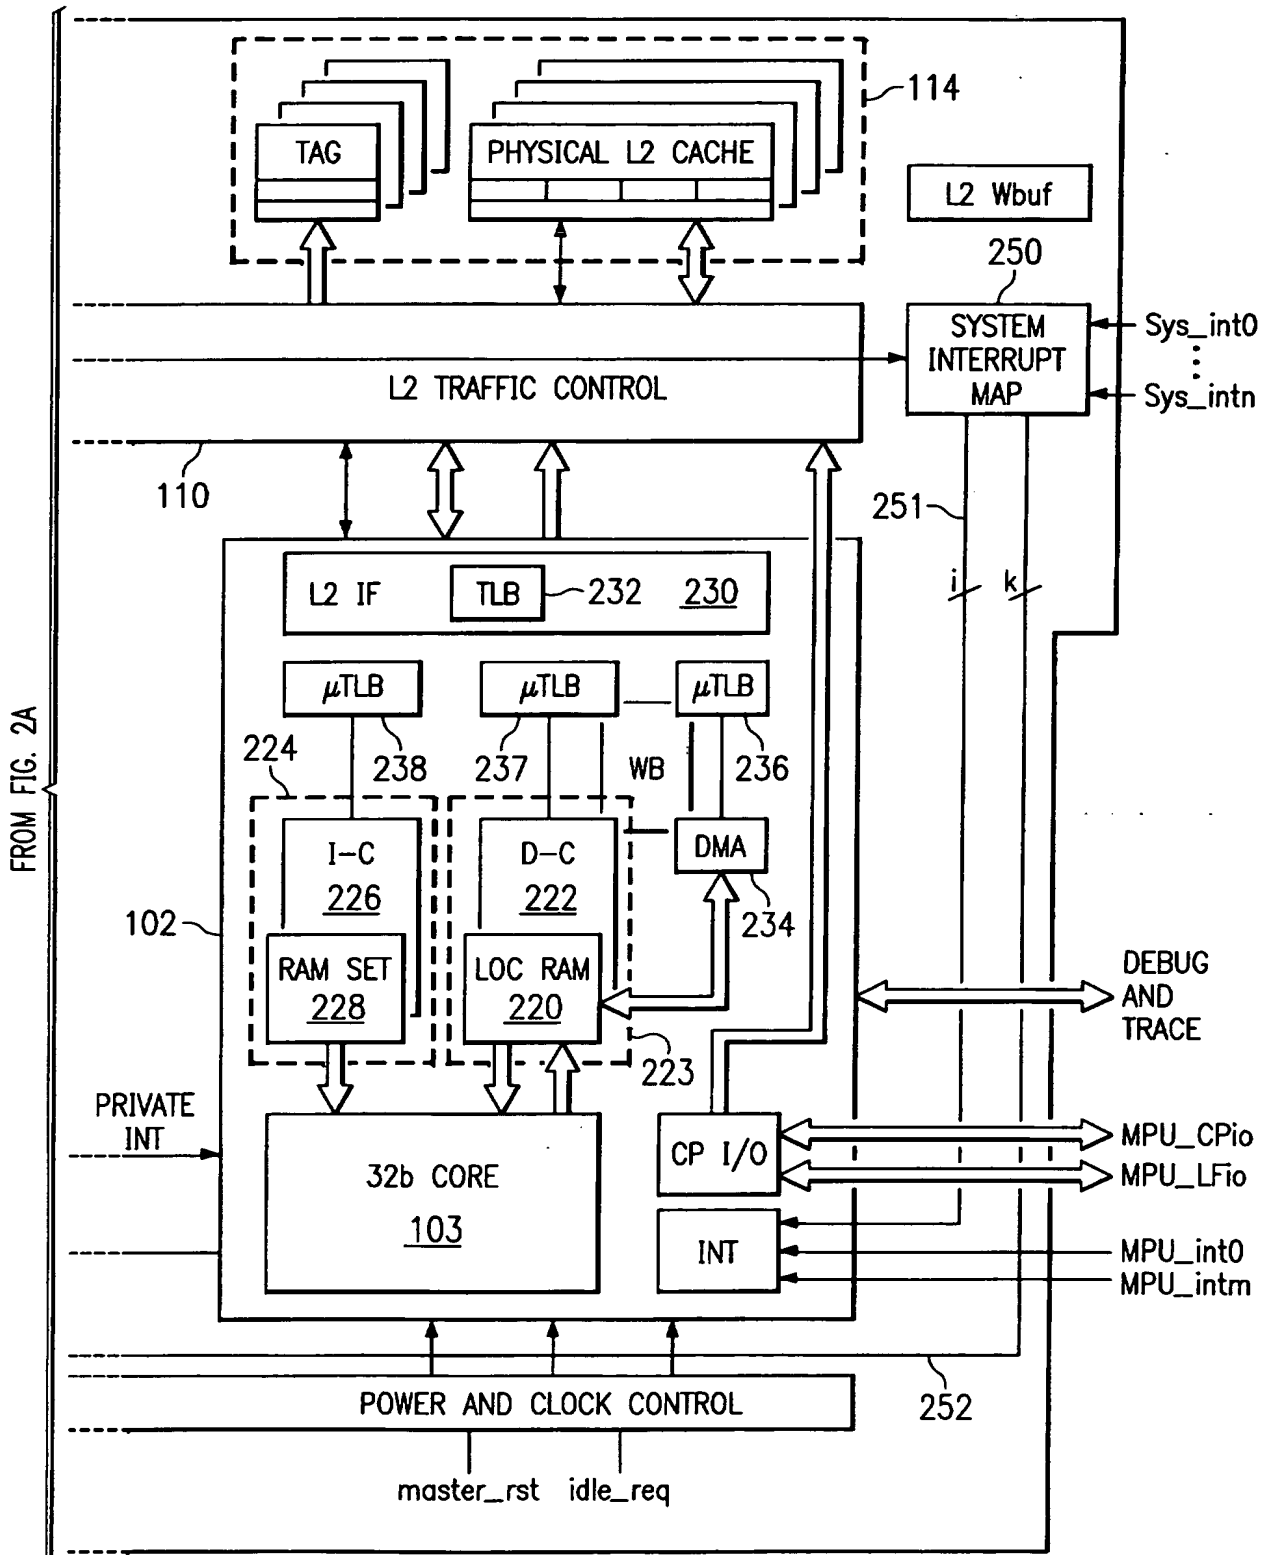 114
TAG
PHYSICAL L2 CACHE
L2 Wbuf
250
SYSTEM
INTERRUPT
MAP
Sys_int0
Sys_intn
L2 TRAFFIC CONTROL
110
251
i
k
L2 IF
TLB
232
230
μTLB
μTLB
μTLB
238
237
WB
236
224
FROM FIG. 2A
I-C
226
D-C
222
DMA
234
102
RAM SET
228
LOC RAM
220
223
DEBUG
AND
TRACE
PRIVATE
INT
32b CORE
103
CP I/O
MPU_CPio
MPU_LFio
INT
MPU_int0
MPU_intm
POWER AND CLOCK CONTROL
252
master_rst idle_req